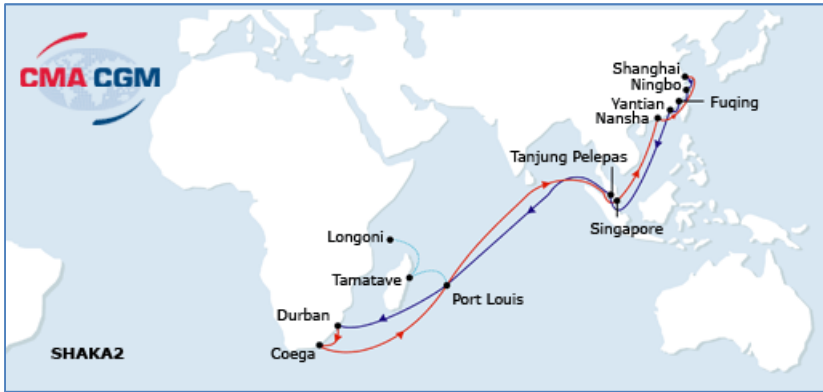 CMA CGM
Shanghai
Ningbo
Yantian
Fuqing
Nansha
Tanjung Pelepas
Singapore
Longoni
Tamatave
Port Louis
Durban
Coega
SHAKA2